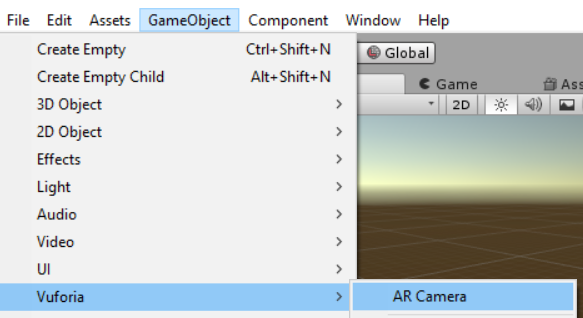 File Edit Assets GameObject Component Window Help
Create Empty Ctrl+Shift+N
Global
Create Empty Child Alt+Shift+N
Game
Ass
3D Object
2D
2D Object
Effects
Light
Audio
Video
UI
Vuforia
AR Camera